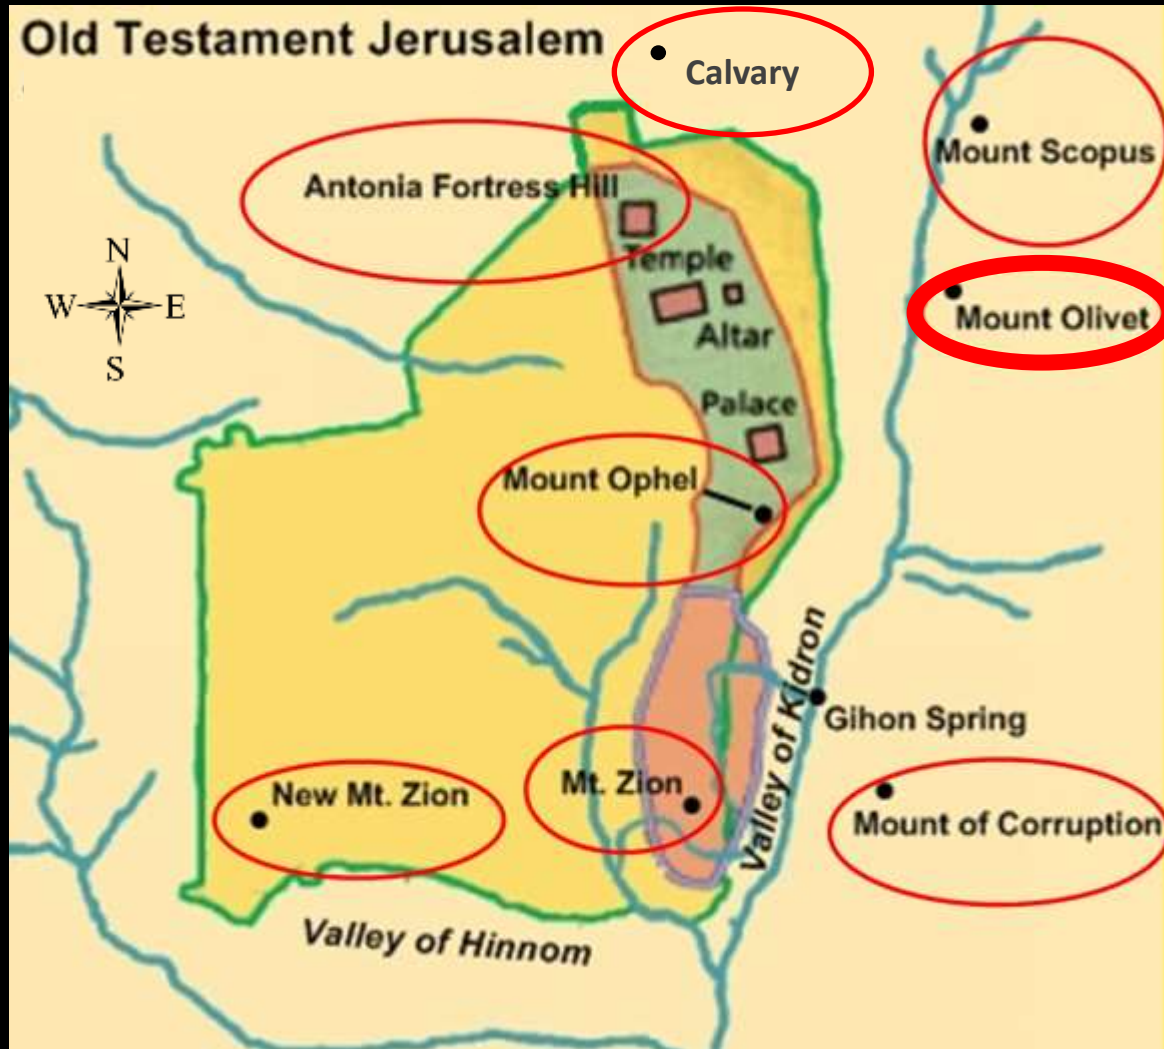 Old Testament Jerusalem
Calvary
Mount Scopus
Antonia Fortress Hill
N
W E
S
Temple
Mount Olivet
Altar
Palace
Mount Ophel
Valley of Kidron
Gihon Spring
Mt. Zion
New Mt. Zion
Mount of Corruption
Valley of Hinnom